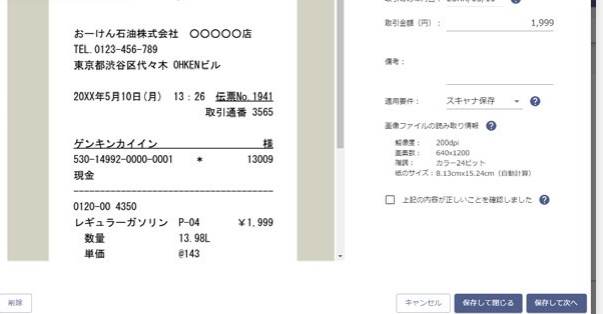 おーけん石油株式会社　〇〇〇〇〇店
TEL. 0123-456-789
東京都渋谷区代々木 OHKENビル
20XX年5月10日(月)　13：26　伝票No. 1941
取引通番 3565
ゲンキンカイイン　様
530-14992-0000-0001　*　13009
現金
0120-00 4350
レギュラーガソリン　P-04　¥1,999
数量　13.98L
単価　@143
取引金額（円）：　1,999
備考：
適用要件：　スキャナ保存
画像ファイルの読み取り情報
解像度：　200dpi
画素数：　640x1200
階調：　カラー24ビット
紙のサイズ：8.13cmx15.24cm（自動計算）
上記の内容が正しいことを確認しました
削除　キャンセル　保存して閉じる　保存して次へ